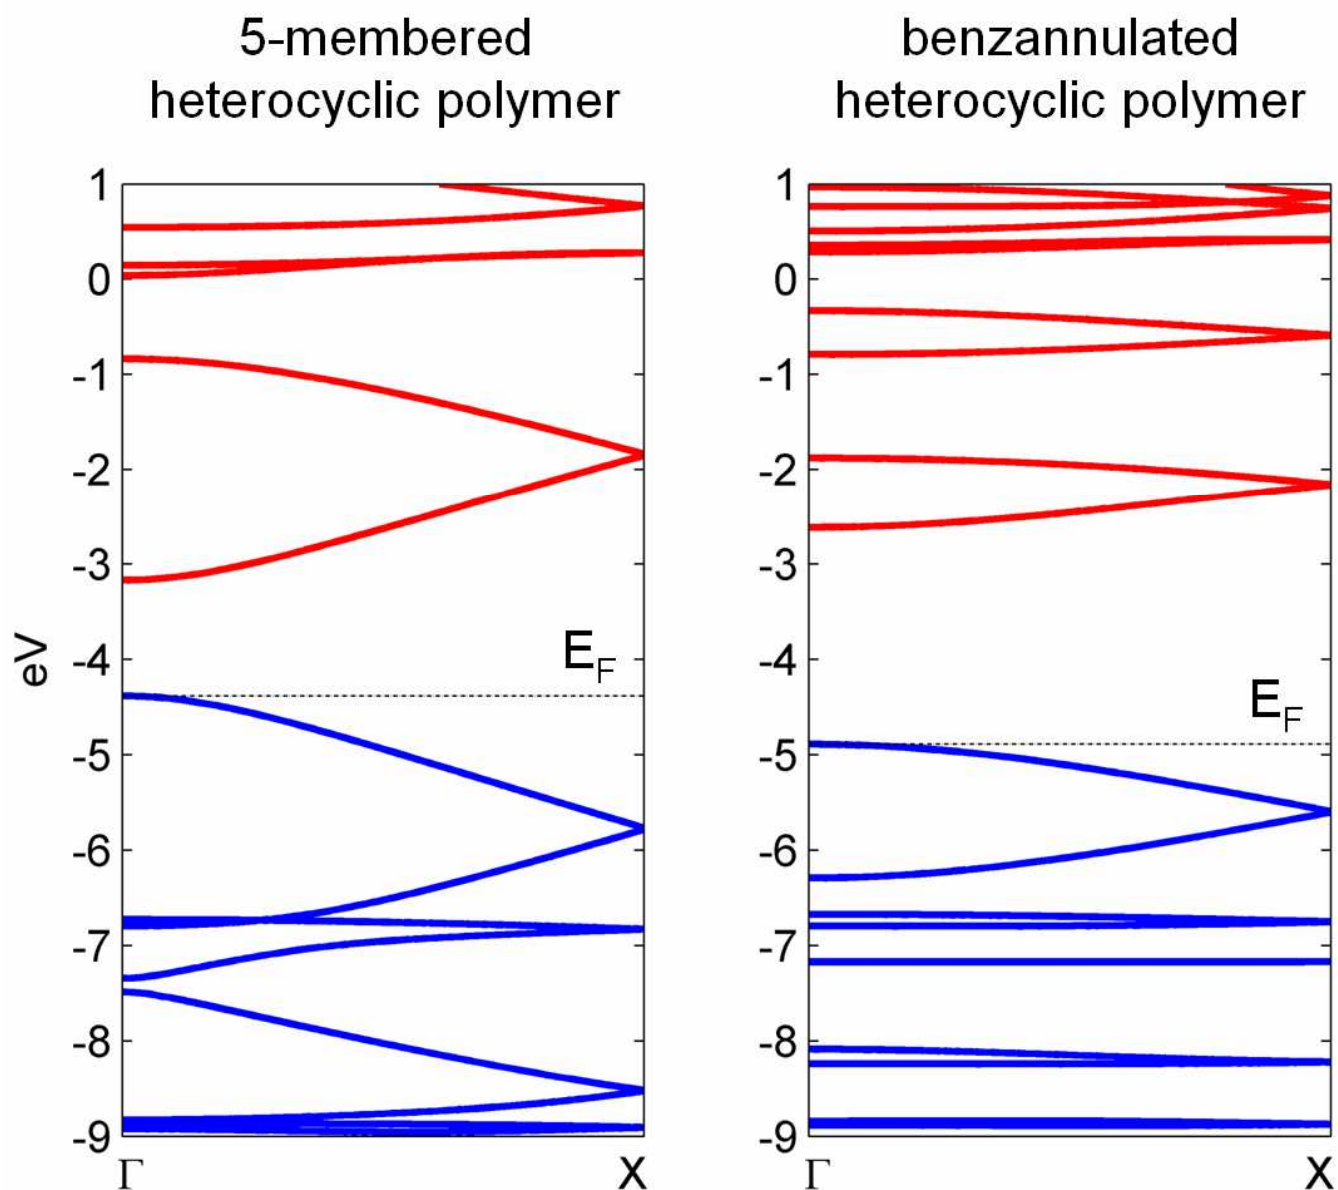 5-membered
heterocyclic polymer
benzannulated
heterocyclic polymer
eV
1
0
-1
-2
-3
-4
-5
-6
-7
-8
-9
E_F
Γ
X
1
0
-1
-2
-3
-4
-5
-6
-7
-8
-9
E_F
Γ
X